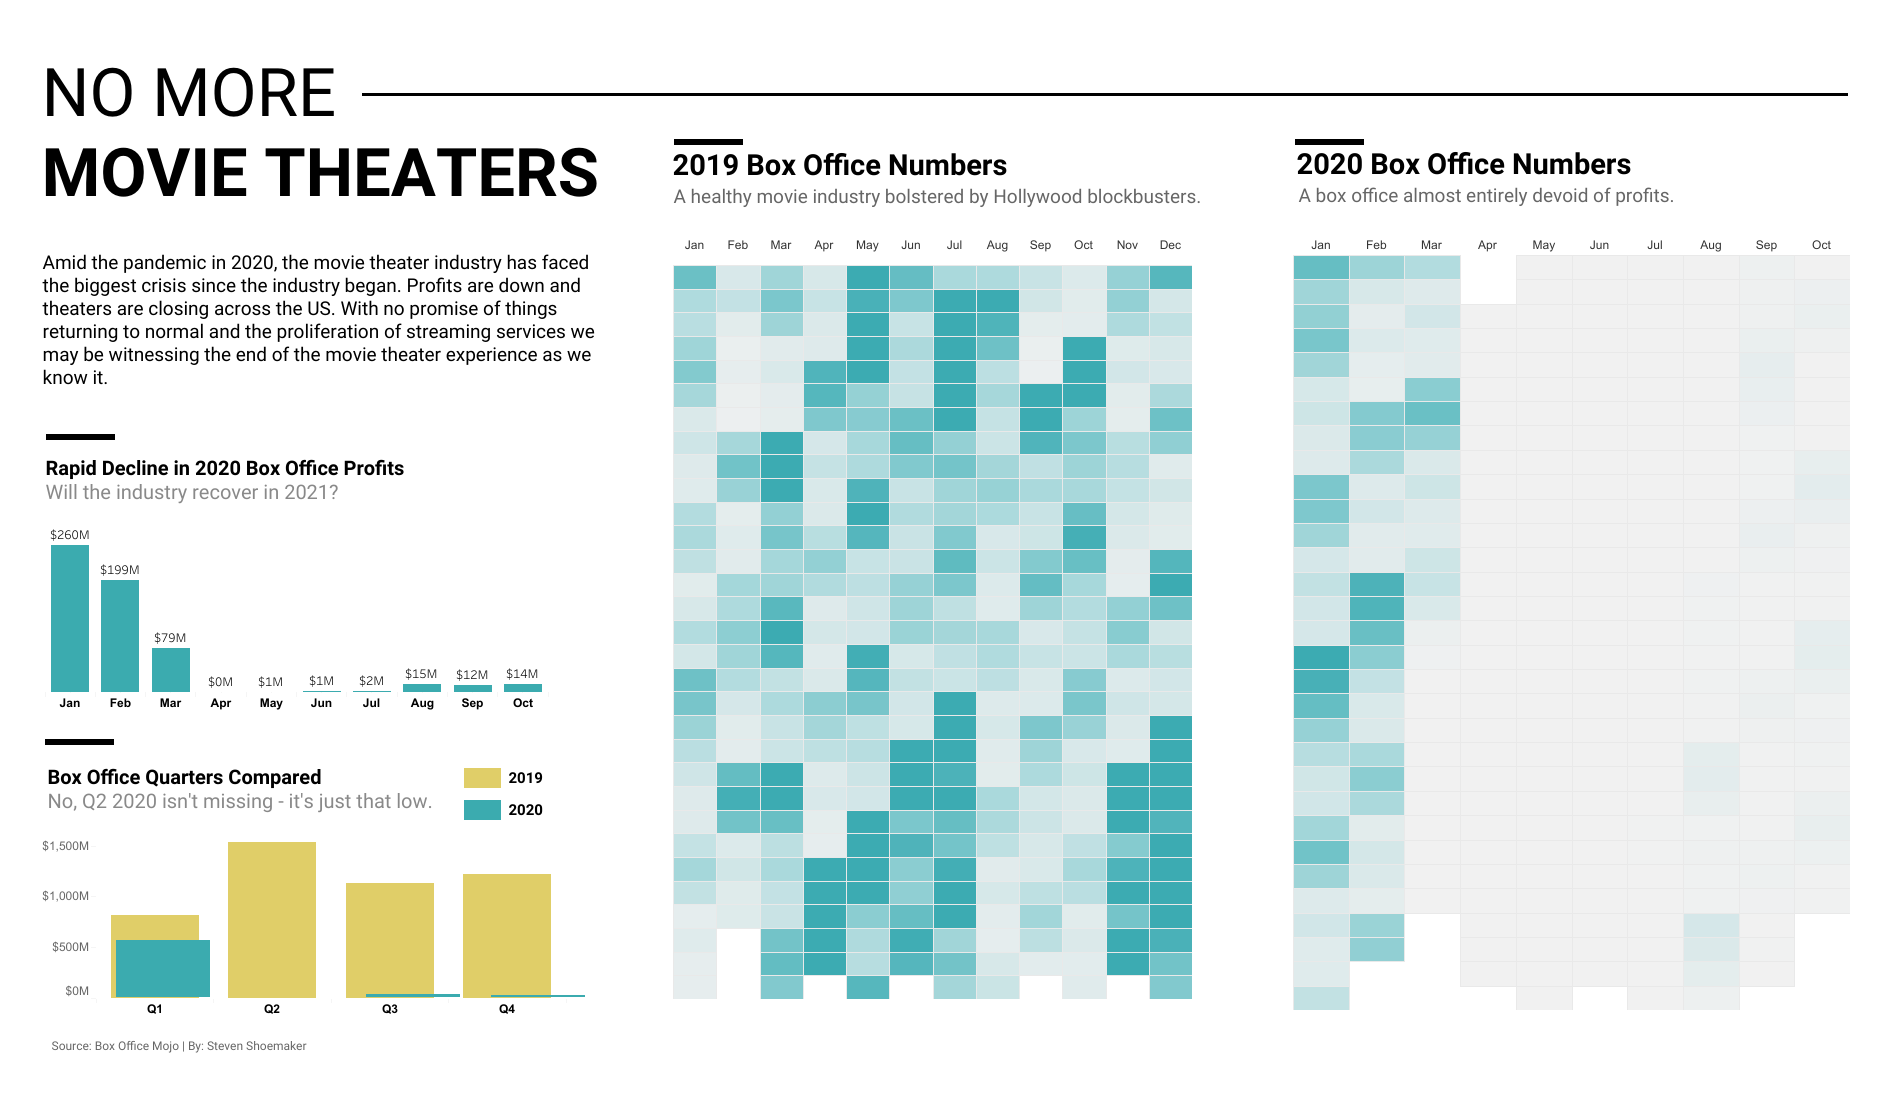 NO MORE
MOVIE THEATERS
Amid the pandemic in 2020, the movie theater industry has faced
the biggest crisis since the industry began. Profits are down and
theaters are closing across the US. With no promise of things
returning to normal and the proliferation of streaming services we
may be witnessing the end of the movie theater experience as we
know it.
Rapid Decline in 2020 Box Office Profits
Will the industry recover in 2021?
$260M
$199M
$79M
$0M $1M $1M $2M $15M $12M $14M
Jan Feb Mar Apr May Jun Jul Aug Sep Oct
Box Office Quarters Compared
No, Q2 2020 isn't missing - it's just that low.
2019
2020
$1,500M
$1,000M
$500M
$0M
Q1 Q2 Q3 Q4
Source: Box Office Mojo | By: Steven Shoemaker
2019 Box Office Numbers
A healthy movie industry bolstered by Hollywood blockbusters.
Jan Feb Mar Apr May Jun Jul Aug Sep Oct Nov Dec
2020 Box Office Numbers
A box office almost entirely devoid of profits.
Jan Feb Mar Apr May Jun Jul Aug Sep Oct